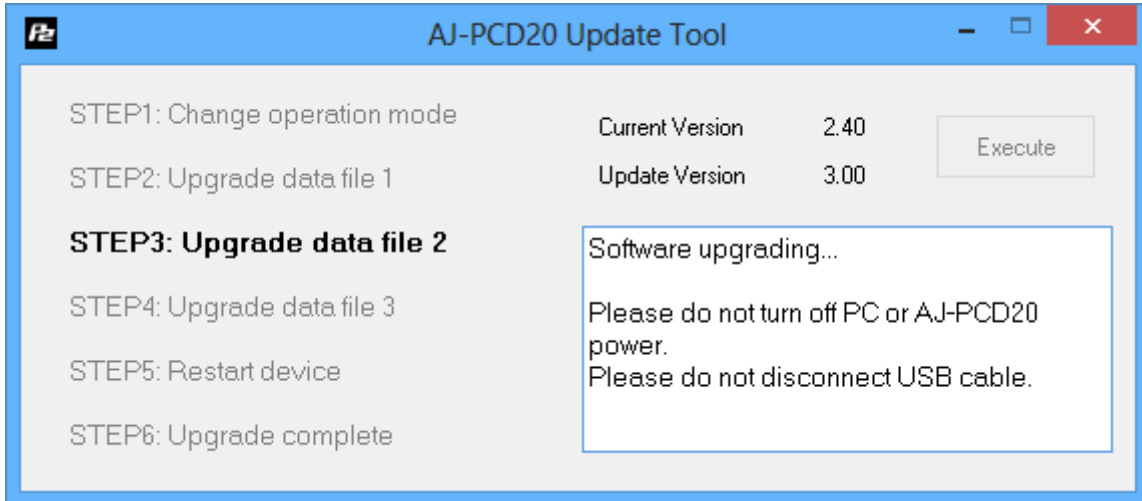 P2
AJ-PCD20 Update Tool
STEP1: Change operation mode
STEP2: Upgrade data file 1
STEP3: Upgrade data file 2
STEP4: Upgrade data file 3
STEP5: Restart device
STEP6: Upgrade complete
Current Version 2.40
Update Version 3.00
Execute
Software upgrading...
Please do not turn off PC or AJ-PCD20
power.
Please do not disconnect USB cable.